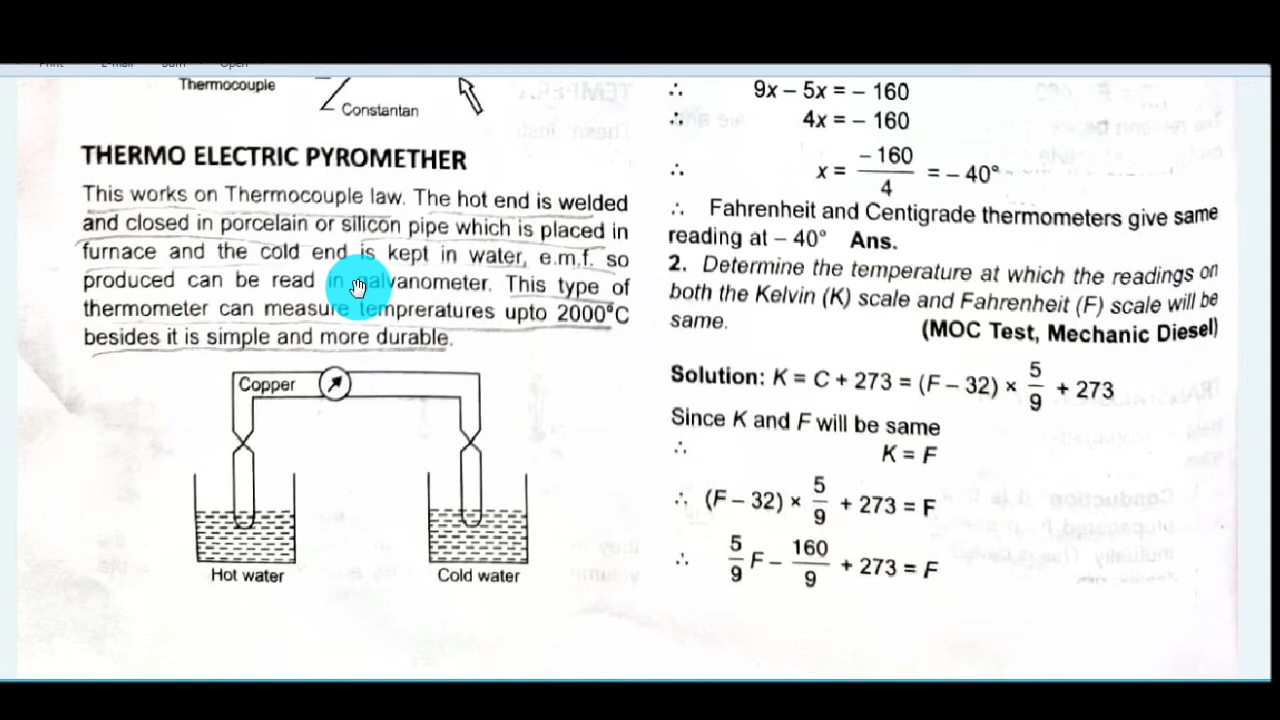 Thermocouple
Constantan
THERMO ELECTRIC PYROMETHER
This works on Thermocouple law. The hot end is welded
and closed in porcelain or silicon pipe which is placed in
furnace and the cold end is kept in water, e.m.f. so
produced can be read in galvanometer. This type of
thermometer can measure tempreratures upto 2000°C
besides it is simple and more durable.
Copper
Hot water
Cold water
∴ 9x – 5x = – 160
∴ 4x = – 160
∴ x = – 160 / 4 = – 40°
∴ Fahrenheit and Centigrade thermometers give same
reading at – 40° Ans.
2. Determine the temperature at which the readings on
both the Kelvin (K) scale and Fahrenheit (F) scale will be
same. (MOC Test, Mechanic Diesel)
Solution: K = C + 273 = (F – 32) × 5/9 + 273
Since K and F will be same
∴ K = F
∴ (F – 32) × 5/9 + 273 = F
∴ 5/9 F – 160/9 + 273 = F